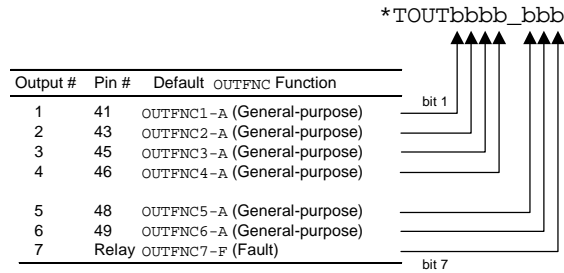 *TOUTbbbb_bbb
Output # Pin # Default OUTFNC Function
bit 1
1 41 OUTFNC1-A (General-purpose)
2 43 OUTFNC2-A (General-purpose)
3 45 OUTFNC3-A (General-purpose)
4 46 OUTFNC4-A (General-purpose)
5 48 OUTFNC5-A (General-purpose)
6 49 OUTFNC6-A (General-purpose)
7 Relay OUTFNC7-F (Fault)
bit 7